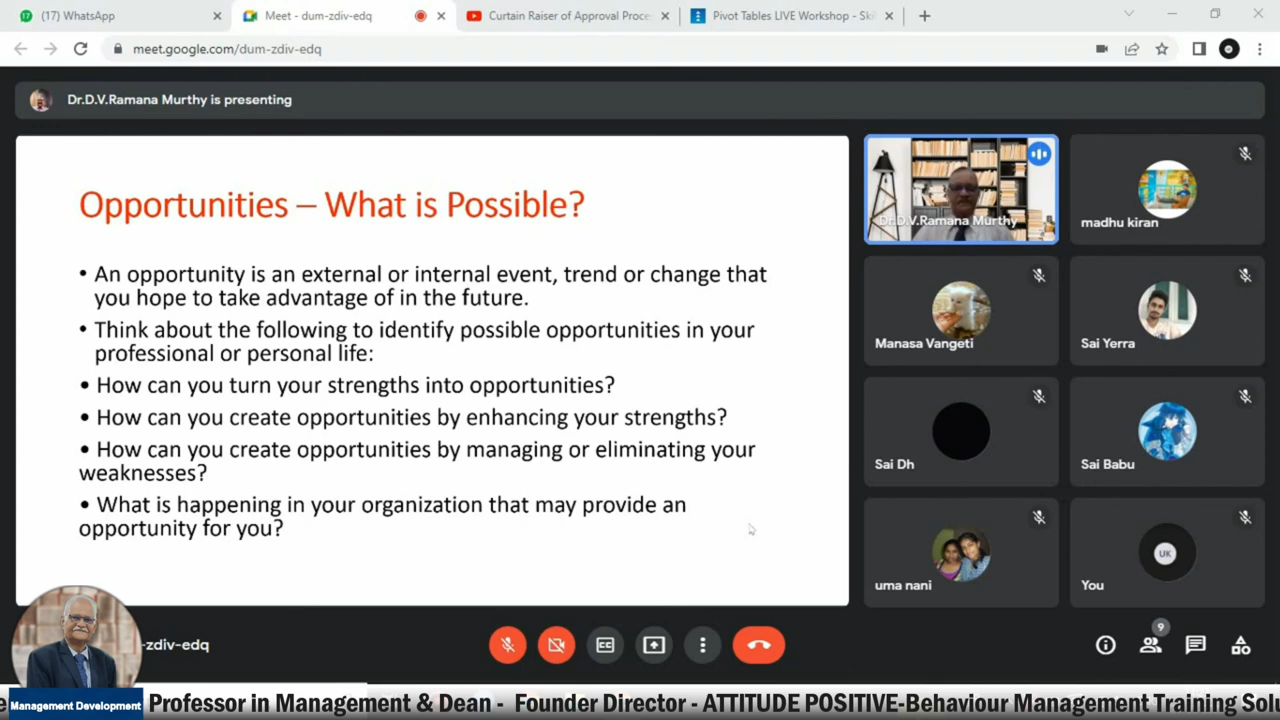 (17) WhatsApp
Meet - dum-zdiv-edq
Curtain Raiser of Approval Proce
Pivot Tables LIVE Workshop - Ski
meet.google.com/dum-zdiv-edq
Dr.D.V.Ramana Murthy is presenting
Opportunities – What is Possible?
• An opportunity is an external or internal event, trend or change that
you hope to take advantage of in the future.
• Think about the following to identify possible opportunities in your
professional or personal life:
• How can you turn your strengths into opportunities?
• How can you create opportunities by enhancing your strengths?
• How can you create opportunities by managing or eliminating your
weaknesses?
• What is happening in your organization that may provide an
opportunity for you?
Dr.D.V.Ramana Murthy
madhu kiran
Manasa Vangeti
Sai Yerra
Sai Dh
Sai Babu
uma nani
UK
You
-zdiv-edq
CC
9
Management Development
Professor in Management & Dean - Founder Director - ATTITUDE POSITIVE-Behaviour Management Training Solu